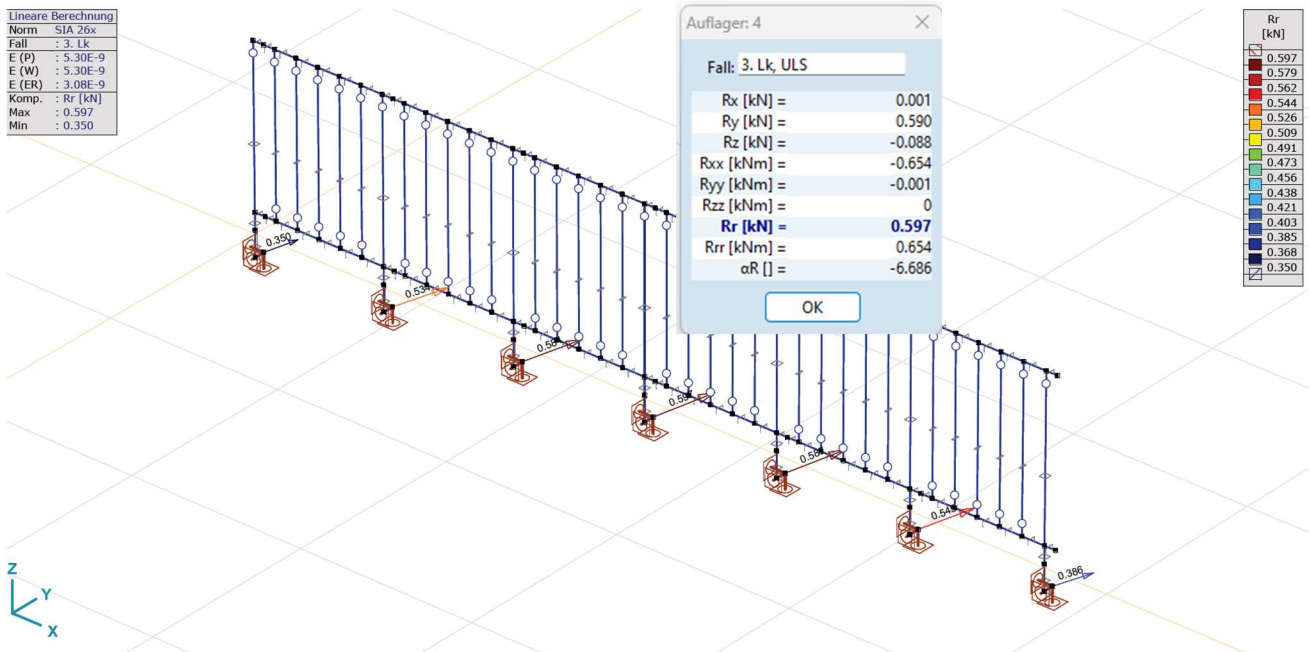 Lineare Berechnung
Norm SIA 26x
Fall : 3. Lk
E (P) : 5.30E-9
E (W) : 5.30E-9
E (ER) : 3.08E-9
Komp. : Rr [kN]
Max : 0.597
Min : 0.350
Auflager: 4
Fall: 3. Lk, ULS
Rx [kN] = 0.001
Ry [kN] = 0.590
Rz [kN] = -0.088
Rxx [kNm] = -0.654
Ryy [kNm] = -0.001
Rzz [kNm] = 0
Rr [kN] = 0.597
Rrr [kNm] = 0.654
αR [] = -6.686
OK
Rr
[kN]
0.597
0.579
0.562
0.544
0.526
0.509
0.491
0.473
0.456
0.438
0.421
0.403
0.385
0.368
0.350
0.350
0.386
Z
Y
X